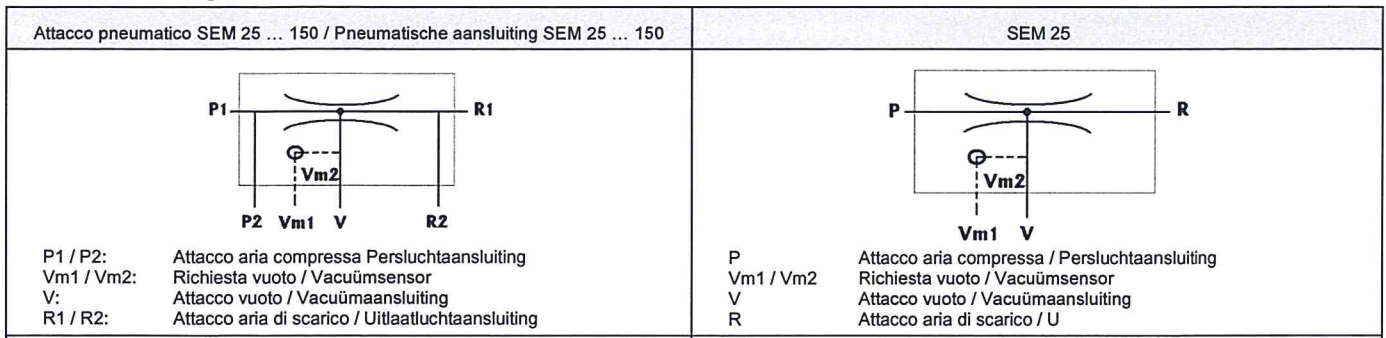 Attacco pneumatico SEM 25 ... 150 / Pneumatische aansluiting SEM 25 ... 150
P1
R1
Vm2
P2 Vm1 V R2
P1 / P2: Attacco aria compressa Persluchtaansluiting
Vm1 / Vm2: Richiesta vuoto / Vacuümsensor
V: Attacco vuoto / Vacuümaansluiting
R1 / R2: Attacco aria di scarico / Uitlaatluchtaansluiting
SEM 25
P
R
Vm2
Vm1 V
P Attacco aria compressa / Persluchtaansluiting
Vm1 / Vm2 Richiesta vuoto / Vacuümsensor
V Attacco vuoto / Vacuümaansluiting
R Attacco aria di scarico / U